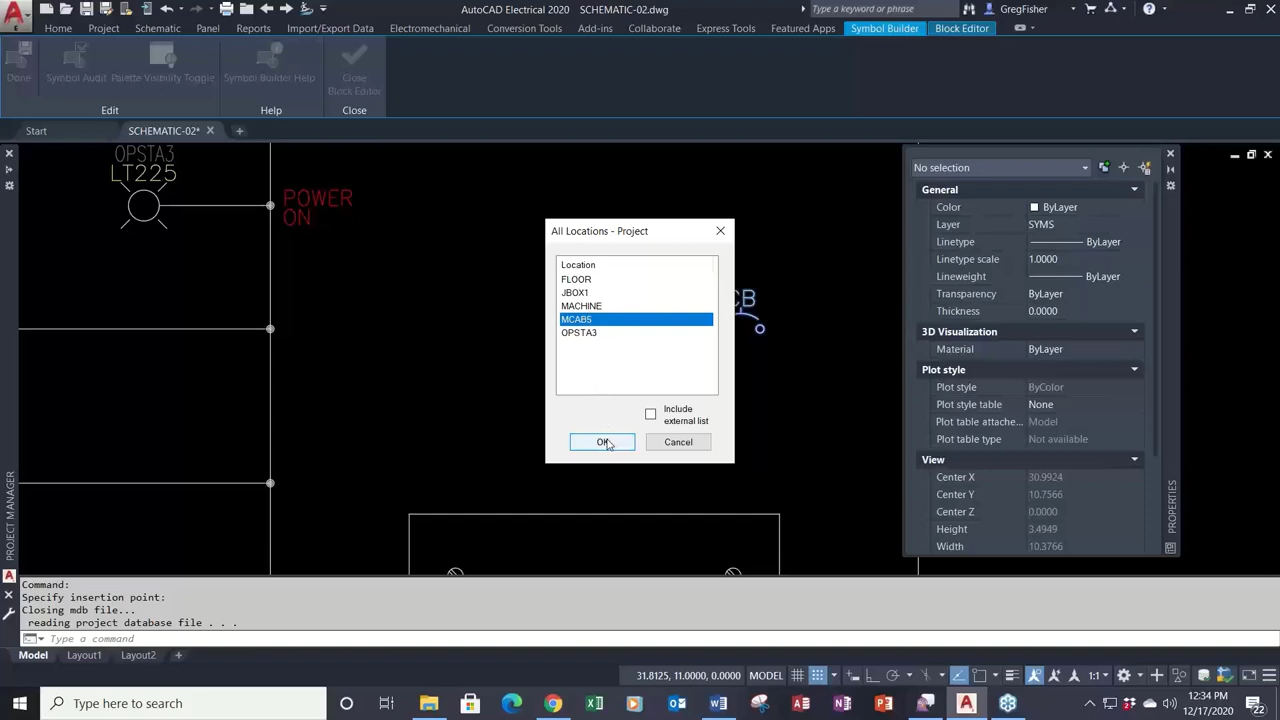 AutoCAD Electrical 2020 SCHEMATIC-02.dwg
Type a keyword or phrase
GregFisher
Home Project Schematic Panel Reports Import/Export Data Electromechanical Conversion Tools Add-ins Collaborate Express Tools Featured Apps Symbol Builder Block Editor
Done
Symbol Audit
Palette Visibility Toggle
Symbol Builder Help
Close
Block Editor
Edit
Help
Close
Start
SCHEMATIC-02*
OPSTA3
LT225
POWER
ON
CB
All Locations - Project
Location
FLOOR
JBOX1
MACHINE
MCAB5
OPSTA3
Include
external list
OK
Cancel
No selection
General
Color ByLayer
Layer SYMS
Linetype ByLayer
Linetype scale 1.0000
Lineweight ByLayer
Transparency ByLayer
Thickness 0.0000
3D Visualization
Material ByLayer
Plot style
Plot style ByColor
Plot style table None
Plot table attache... Model
Plot table type Not available
View
Center X 30.9924
Center Y 10.7566
Center Z 0.0000
Height 3.4949
Width 10.3766
PROPERTIES
PROJECT MANAGER
Command:
Specify insertion point:
Closing mdb file...
reading project database file . . .
Type a command
Model Layout1 Layout2
31.8125, 11.0000, 0.0000 MODEL
1:1
Type here to search
12:34 PM
12/17/2020
22